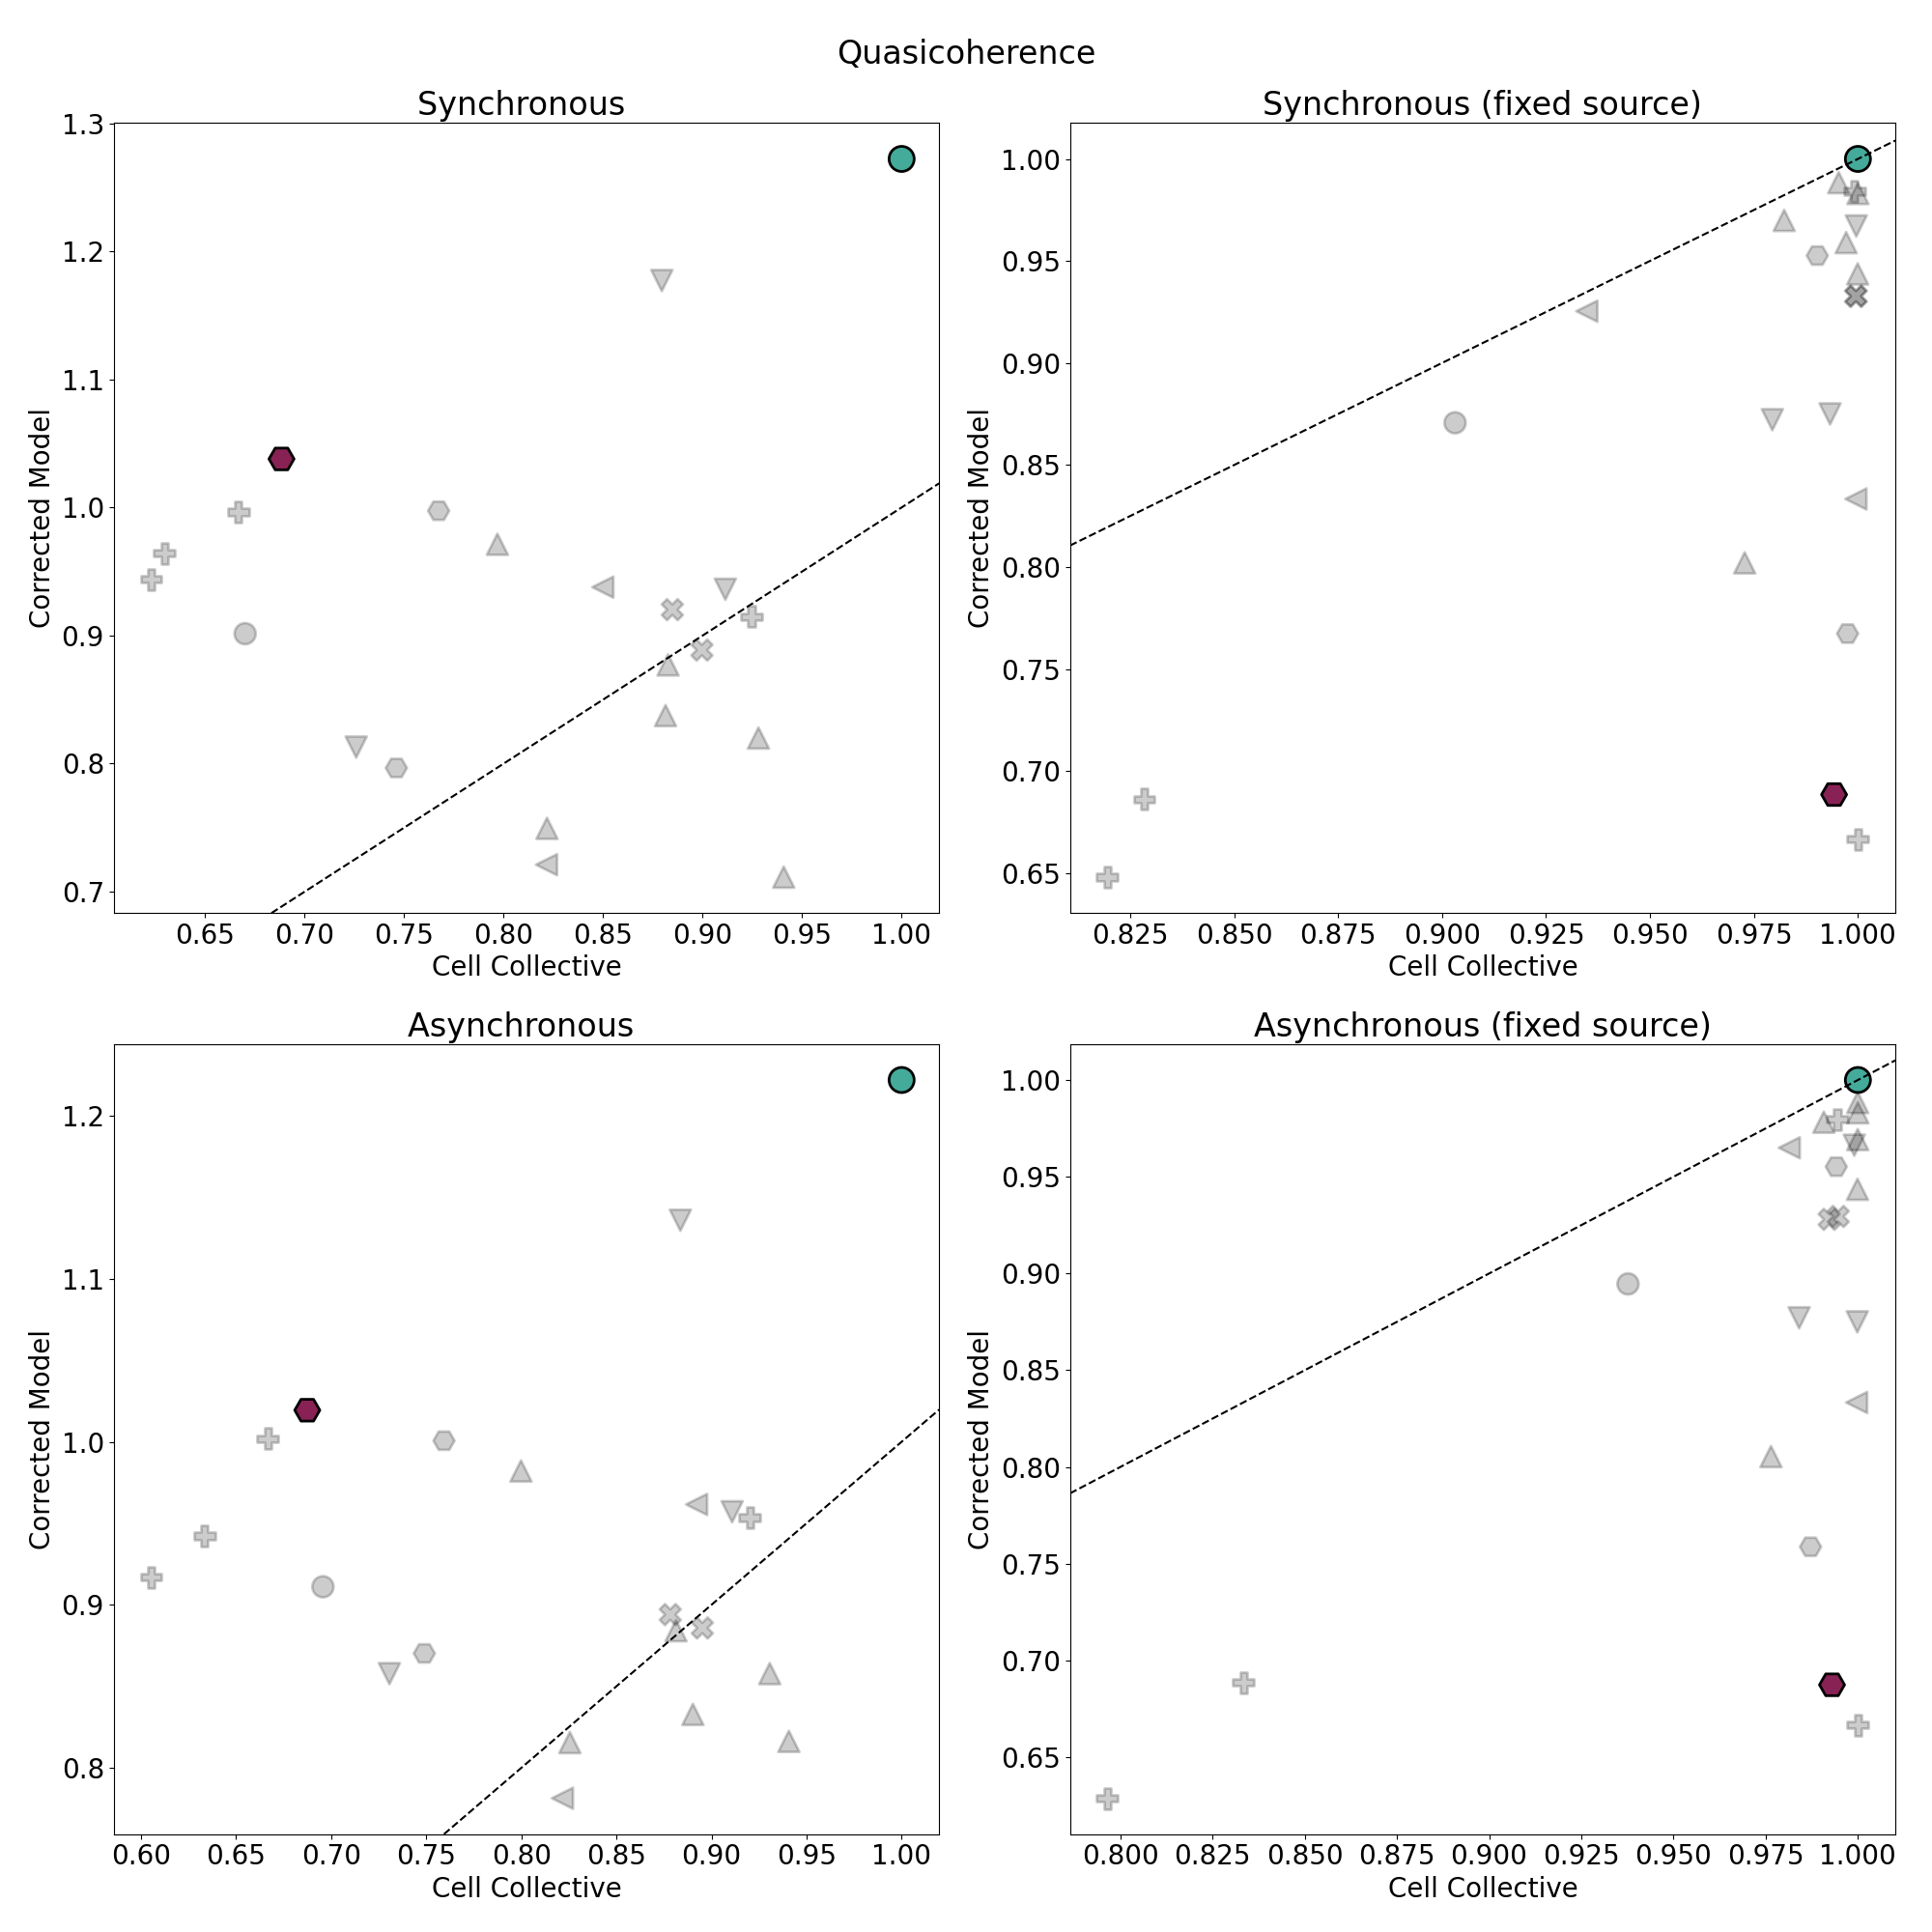 Quasicoherence
Synchronous
Corrected Model
1.3
1.2
1.1
1.0
0.9
0.8
0.7
0.65 0.70 0.75 0.80 0.85 0.90 0.95 1.00
Cell Collective
Synchronous (fixed source)
Corrected Model
1.00
0.95
0.90
0.85
0.80
0.75
0.70
0.65
0.825 0.850 0.875 0.900 0.925 0.950 0.975 1.000
Cell Collective
Asynchronous
Corrected Model
1.2
1.1
1.0
0.9
0.8
0.60 0.65 0.70 0.75 0.80 0.85 0.90 0.95 1.00
Cell Collective
Asynchronous (fixed source)
Corrected Model
1.00
0.95
0.90
0.85
0.80
0.75
0.70
0.65
0.800 0.825 0.850 0.875 0.900 0.925 0.950 0.975 1.000
Cell Collective